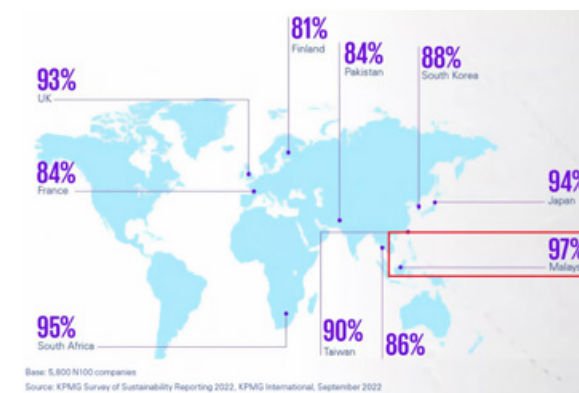 81%
Finland
84%
Pakistan
88%
South Korea
93%
UK
84%
France
94%
Japan
97%
Malays
95%
South Africa
90%
Taiwan
86%
Base: 5,800 N100 companies
Source: KPMG Survey of Sustainability Reporting 2022, KPMG International, September 2022